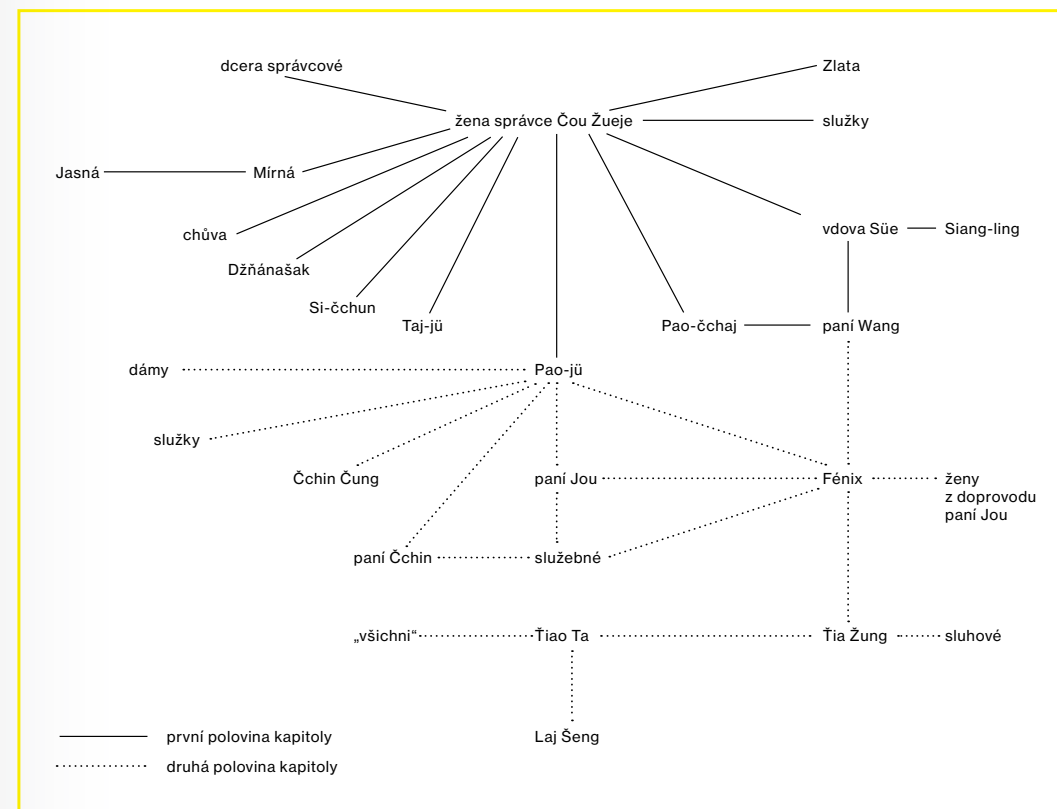 dcera správcové
Zlata
žena správce Čou Žueje
služky
Jasná
Mírná
chůva
vdova Süe
Siang-ling
Džňánašak
Si-čchun
Taj-jü
Pao-čchaj
paní Wang
dámy
Pao-jü
služky
Čchin Čung
paní Jou
Fénix
ženy
z doprovodu
paní Jou
paní Čchin
služebné
„všichni“
Ťiao Ta
Ťia Žung
sluhové
Laj Šeng
první polovina kapitoly
druhá polovina kapitoly